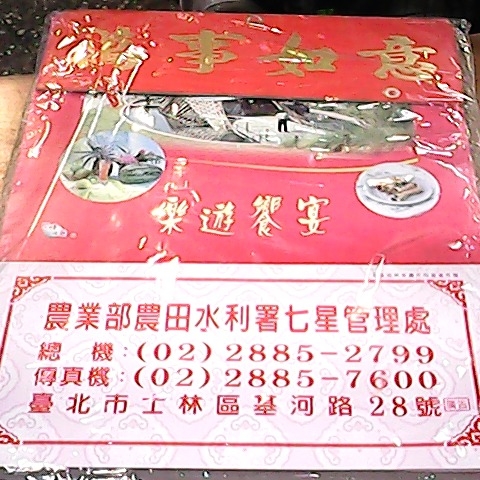 事如意
樂遊饗宴
農業部農田水利署七星管理處
總機：(02)2885-2799
傳真機：(02)2885-7600
臺北市士林區基河路28號 廣告